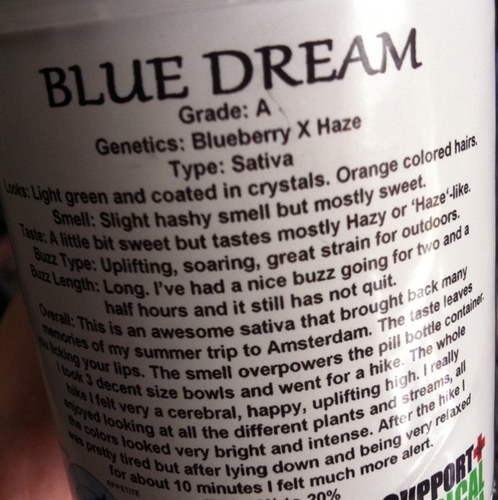 BLUE DREAM
Grade: A
Genetics: Blueberry X Haze
Type: Sativa
Looks: Light green and coated in crystals. Orange colored hairs.
Smell: Slight hashy smell but mostly sweet.
Taste: A little bit sweet but tastes mostly Hazy or 'Haze'-like.
Buzz Type: Uplifting, soaring, great strain for outdoors.
Buzz Length: Long. I've had a nice buzz going for two and a
half hours and it still has not quit.
Overall: This is an awesome sativa that brought back many
memories of my summer trip to Amsterdam. The taste leaves
licking your lips. The smell overpowers the pill bottle container.
I took 3 decent size bowls and went for a hike. The whole
hike I felt very a cerebral, happy, uplifting high. I really
enjoyed looking at all the different plants and streams, all
the colors looked very bright and intense. After the hike I
was pretty tired but after lying down and being very relaxed
for about 10 minutes I felt much more alert.
APPETITE
to 20%
SUPPORT+